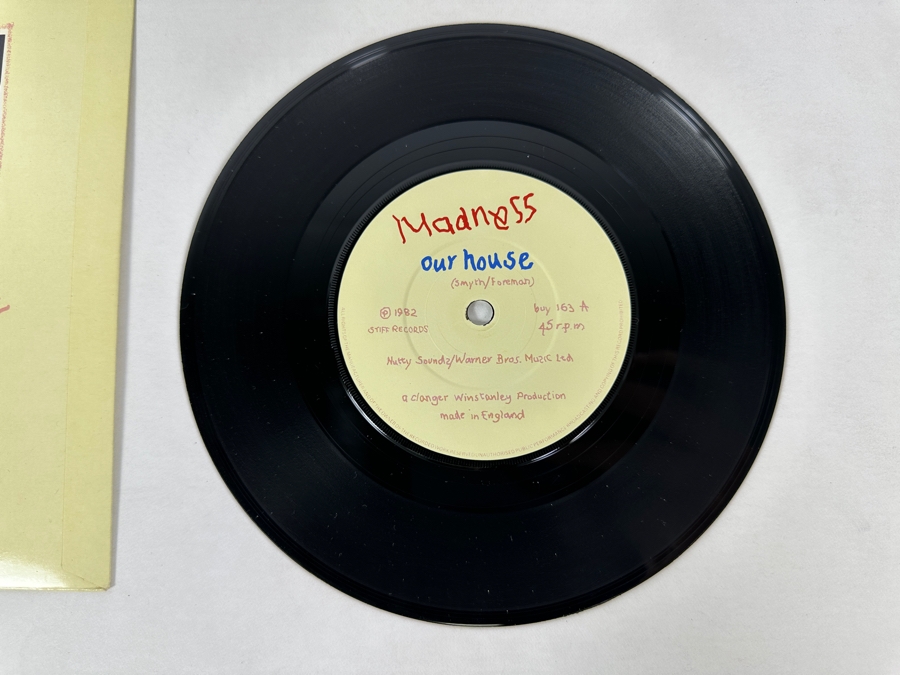 Madness
our house
(Smyth/Foreman)
℗ 1982
buy 163 A
STIFF RECORDS
45 r.p.m
Nutty Soundz/Warner Bros. Muzic Ltd.
a clanger Winstanley Production
made in England